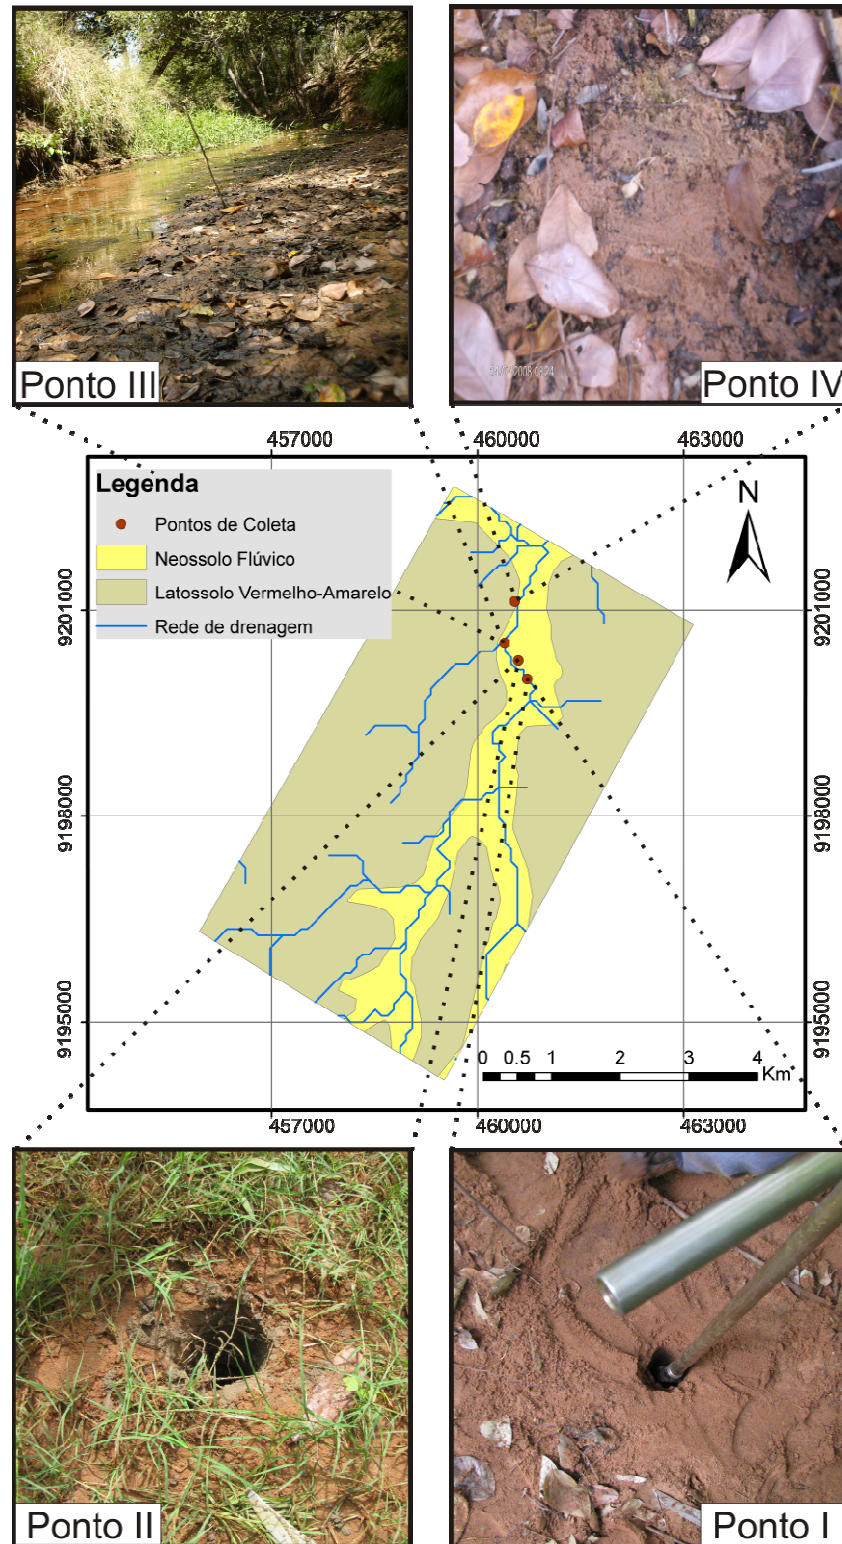 Ponto III
Ponto IV
457000 460000 463000
Legenda
Pontos de Coleta
Neossolo Flúvico
Latossolo Vermelho-Amarelo
Rede de drenagem
N
9201000 9201000
9198000 9198000
9195000 9195000
0 0.5 1 2 3 4
Km
457000 460000 463000
Ponto II
Ponto I